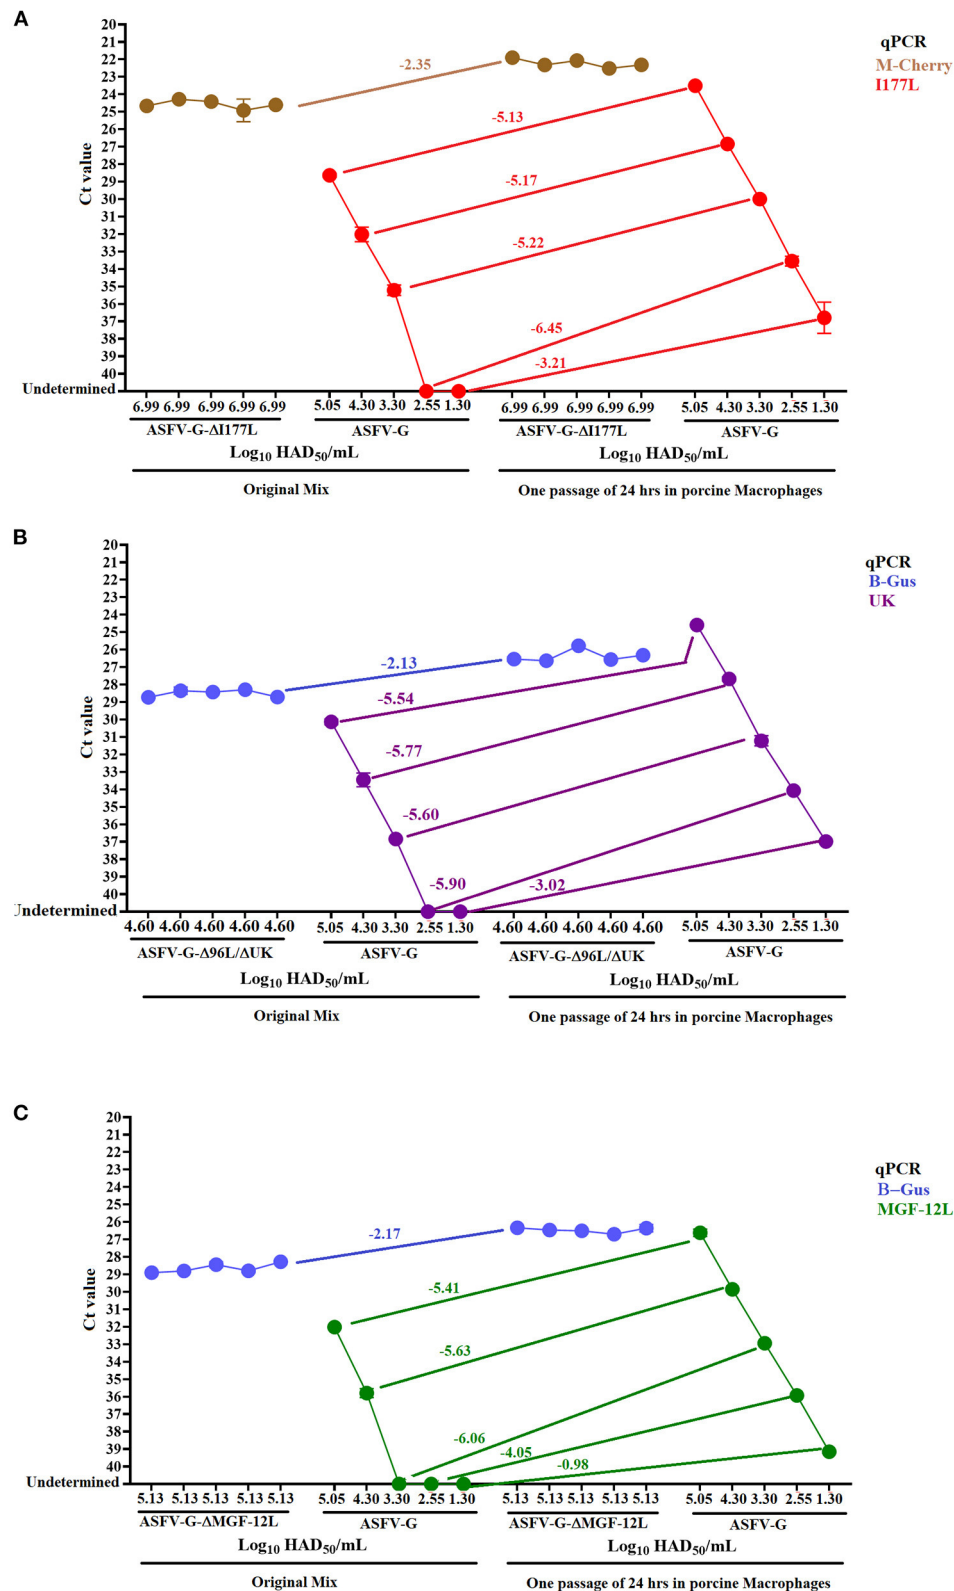 A
qPCR
M-Cherry
I177L
Ct value
20
21
22
23
24
25
26
27
28
29
30
31
32
33
34
35
36
37
38
39
40
Undetermined
-2.35
-5.13
-5.17
-5.22
-6.45
-3.21
6.99 6.99 6.99 6.99 6.99 5.05 4.30 3.30 2.55 1.30 6.99 6.99 6.99 6.99 6.99 5.05 4.30 3.30 2.55 1.30
ASFV-G-ΔI177L ASFV-G ASFV-G-ΔI177L ASFV-G
Log10 HAD50/mL Log10 HAD50/mL
Original Mix One passage of 24 hrs in porcine Macrophages
B
qPCR
B-Gus
UK
Ct value
20
21
22
23
24
25
26
27
28
29
30
31
32
33
34
35
36
37
38
39
40
Undetermined
-2.13
-5.54
-5.77
-5.60
-5.90
-3.02
4.60 4.60 4.60 4.60 4.60 5.05 4.30 3.30 2.55 1.30 4.60 4.60 4.60 4.60 4.60 5.05 4.30 3.30 2.55 1.30
ASFV-G-Δ96L/ΔUK ASFV-G ASFV-G-Δ96L/ΔUK ASFV-G
Log10 HAD50/mL Log10 HAD50/mL
Original Mix One passage of 24 hrs in porcine Macrophages
C
qPCR
B–Gus
MGF-12L
Ct value
20
21
22
23
24
25
26
27
28
29
30
31
32
33
34
35
36
37
38
39
40
Undetermined
-2.17
-5.41
-5.63
-6.06
-4.05
-0.98
5.13 5.13 5.13 5.13 5.13 5.05 4.30 3.30 2.55 1.30 5.13 5.13 5.13 5.13 5.13 5.05 4.30 3.30 2.55 1.30
ASFV-G-ΔMGF-12L ASFV-G ASFV-G-ΔMGF-12L ASFV-G
Log10 HAD50/mL Log10 HAD50/mL
Original Mix One passage of 24 hrs in porcine Macrophages